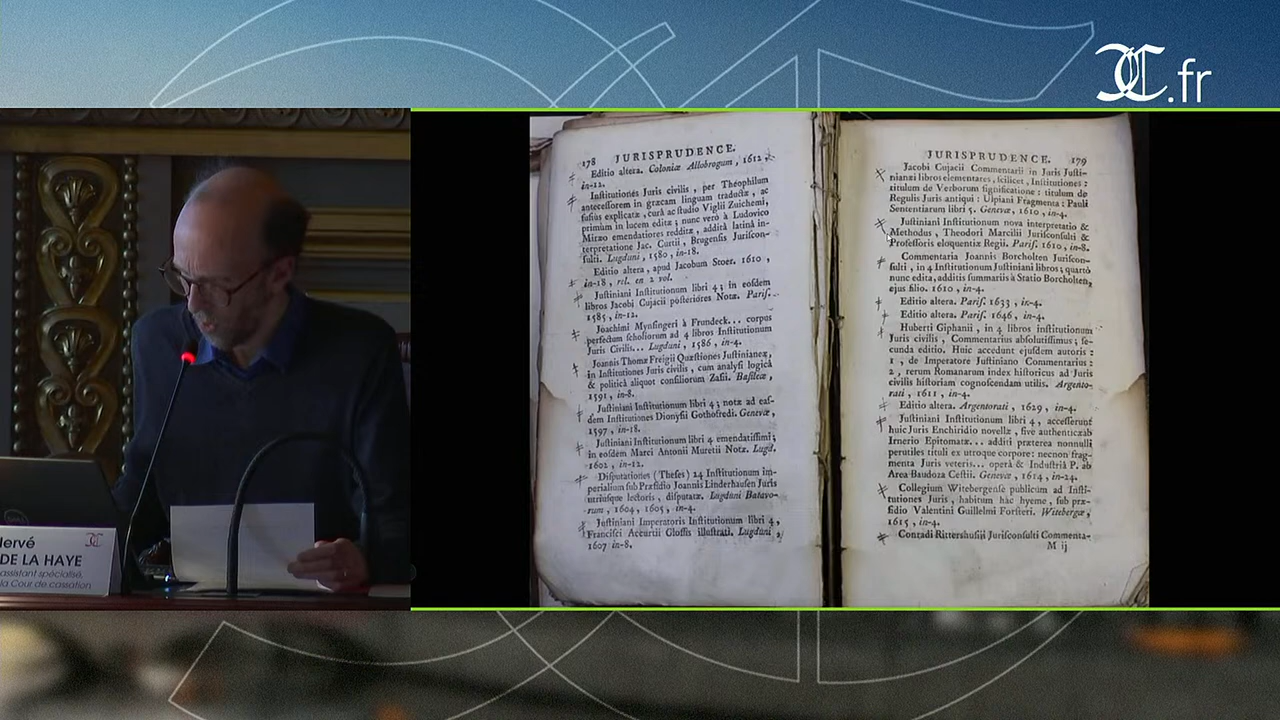 CC.fr
Hervé
DE LA HAYE
assistant spécialisé,
la Cour de cassation
178 JURISPRUDENCE.
Editio altera. Coloniæ Allobrogum, 1612,
in-12.
Institutiones Juris civilis, per Theophilum
antecessorem in græcam linguam traductæ, ac
fusius explicatæ, curâ ac studio Viglii Zuichemi,
primùm in lucem editæ; nunc verò à Ludovico
Miræo emendatiores redditæ, additâ latinâ in-
terpretatione Jac. Curtii, Brugensis Juriscon-
sulti. Lugduni, 1580, in-18.
Editio altera, apud Jacobum Stoer. 1610,
in-18, rel. en 2 vol.
Justiniani Institutionum libri 4; in eosdem
libros Jacobi Cujacii posteriores Notæ. Paris.
1585, in-12.
Joachimi Mynsingeri à Frundeck... corpus
perfectum scholiorum ad 4 libros Institutionum
Juris Civilis... Lugduni, 1586, in-4.
Joannis Thomæ Freigii Quæstiones Justinianeæ,
in Institutiones Juris civilis, cum analysi logicâ
& politicâ aliquot consiliorum Zasii. Basileæ,
1591, in-8.
Justiniani Institutionum libri 4; notæ ad eas-
dem Institutiones Dionysii Gothofredi. Genevæ,
1597, in-18.
Justiniani Institutionum libri 4 emendatissimi;
in eosdem Marci Antonii Mureti Notæ. Lugd.
1602, in-12.
Disputationes (Theses) 24 Institutionum im-
perialium sub Præsidio Joannis Linderhausen Juris
utriusque lectoris, disputatæ. Lugduni Batavo-
rum, 1604, 1605, in-4.
Justiniani Imperatoris Institutionum libri 4,
Francisci Accurtii Glossis illustrati. Lugduni,
1607 in-8.
JURISPRUDENCE. 179
Jacobi Cujacii Commentarii in Juris Justi-
nianæi libros elementares, scilicet, Institutiones:
titulum de Verborum significatione: titulum de
Regulis Juris antiqui: Ulpiani Fragmenta: Pauli
Sententiarum libri 5. Genevæ, 1610, in-4.
Justiniani Institutionum nova interpretatio &
Methodus, Theodori Marcilii Jurisconsulti &
Professoris eloquentiæ Regii. Paris. 1610, in-8.
Commentaria Joannis Borcholten Juriscon-
sulti, in 4 Institutionum Justiniani libros; quartò
nunc edita, additis summariis à Statio Borcholten,
ejus filio. 1610, in-4.
Editio altera. Paris. 1633, in-4.
Editio altera. Paris. 1646, in-4.
Huberti Giphanii, in 4 libros institutionum
Juris civilis, Commentarius absolutissimus; se-
cunda editio. Huic accedunt ejusdem autoris:
1, de Imperatore Justiniano Commentarius:
2, rerum Romanarum index historicus ad Juris
civilis historiam cognoscendam utilis. Argento-
rati, 1611, in-4.
Editio altera. Argentorati, 1629, in-4.
Justiniani Institutionum libri 4, accesserunt
huic Juris Enchiridio novellæ, sive authenticæ ab
Irnerio Epitomatæ... additi præterea nonnulli
perutiles tituli ex utroque corpore: necnon frag-
menta Juris veteris... operâ & Industriâ P. ab
Area Baudoza Cestii. Genevæ, 1614, in-24.
Collegium Witebergense publicum ad Insti-
tutiones Juris, habitum hâc hyeme, sub præ-
sidio Valentini Guillelmi Forsteri. Witebergæ,
1615, in-4.
Conradi Rittershusii Jurisconsulti Commenta-
M ij